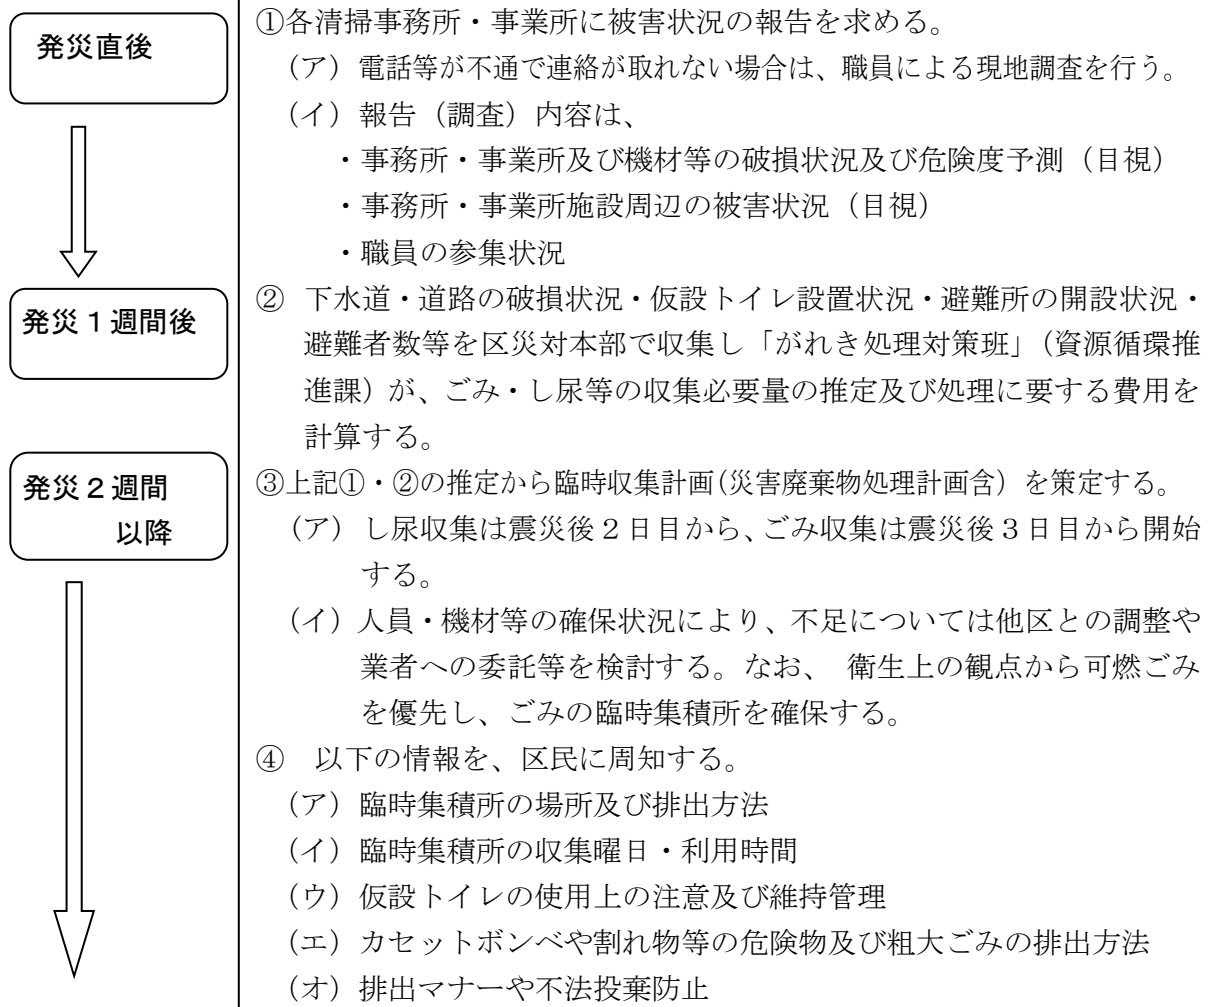 発災直後
①各清掃事務所・事業所に被害状況の報告を求める。
（ア）電話等が不通で連絡が取れない場合は、職員による現地調査を行う。
（イ）報告（調査）内容は、
・事務所・事業所及び機材等の破損状況及び危険度予測（目視）
・事務所・事業所施設周辺の被害状況（目視）
・職員の参集状況
発災１週間後
② 下水道・道路の破損状況・仮設トイレ設置状況・避難所の開設状況・
避難者数等を区災対本部で収集し「がれき処理対策班」（資源循環推
進課）が、ごみ・し尿等の収集必要量の推定及び処理に要する費用を
計算する。
発災２週間
以降
③上記①・②の推定から臨時収集計画(災害廃棄物処理計画含）を策定する。
（ア）し尿収集は震災後２日目から、ごみ収集は震災後３日目から開始
する。
（イ）人員・機材等の確保状況により、不足については他区との調整や
業者への委託等を検討する。なお、 衛生上の観点から可燃ごみ
を優先し、ごみの臨時集積所を確保する。
④　以下の情報を、区民に周知する。
（ア）臨時集積所の場所及び排出方法
（イ）臨時集積所の収集曜日・利用時間
（ウ）仮設トイレの使用上の注意及び維持管理
（エ）カセットボンベや割れ物等の危険物及び粗大ごみの排出方法
（オ）排出マナーや不法投棄防止